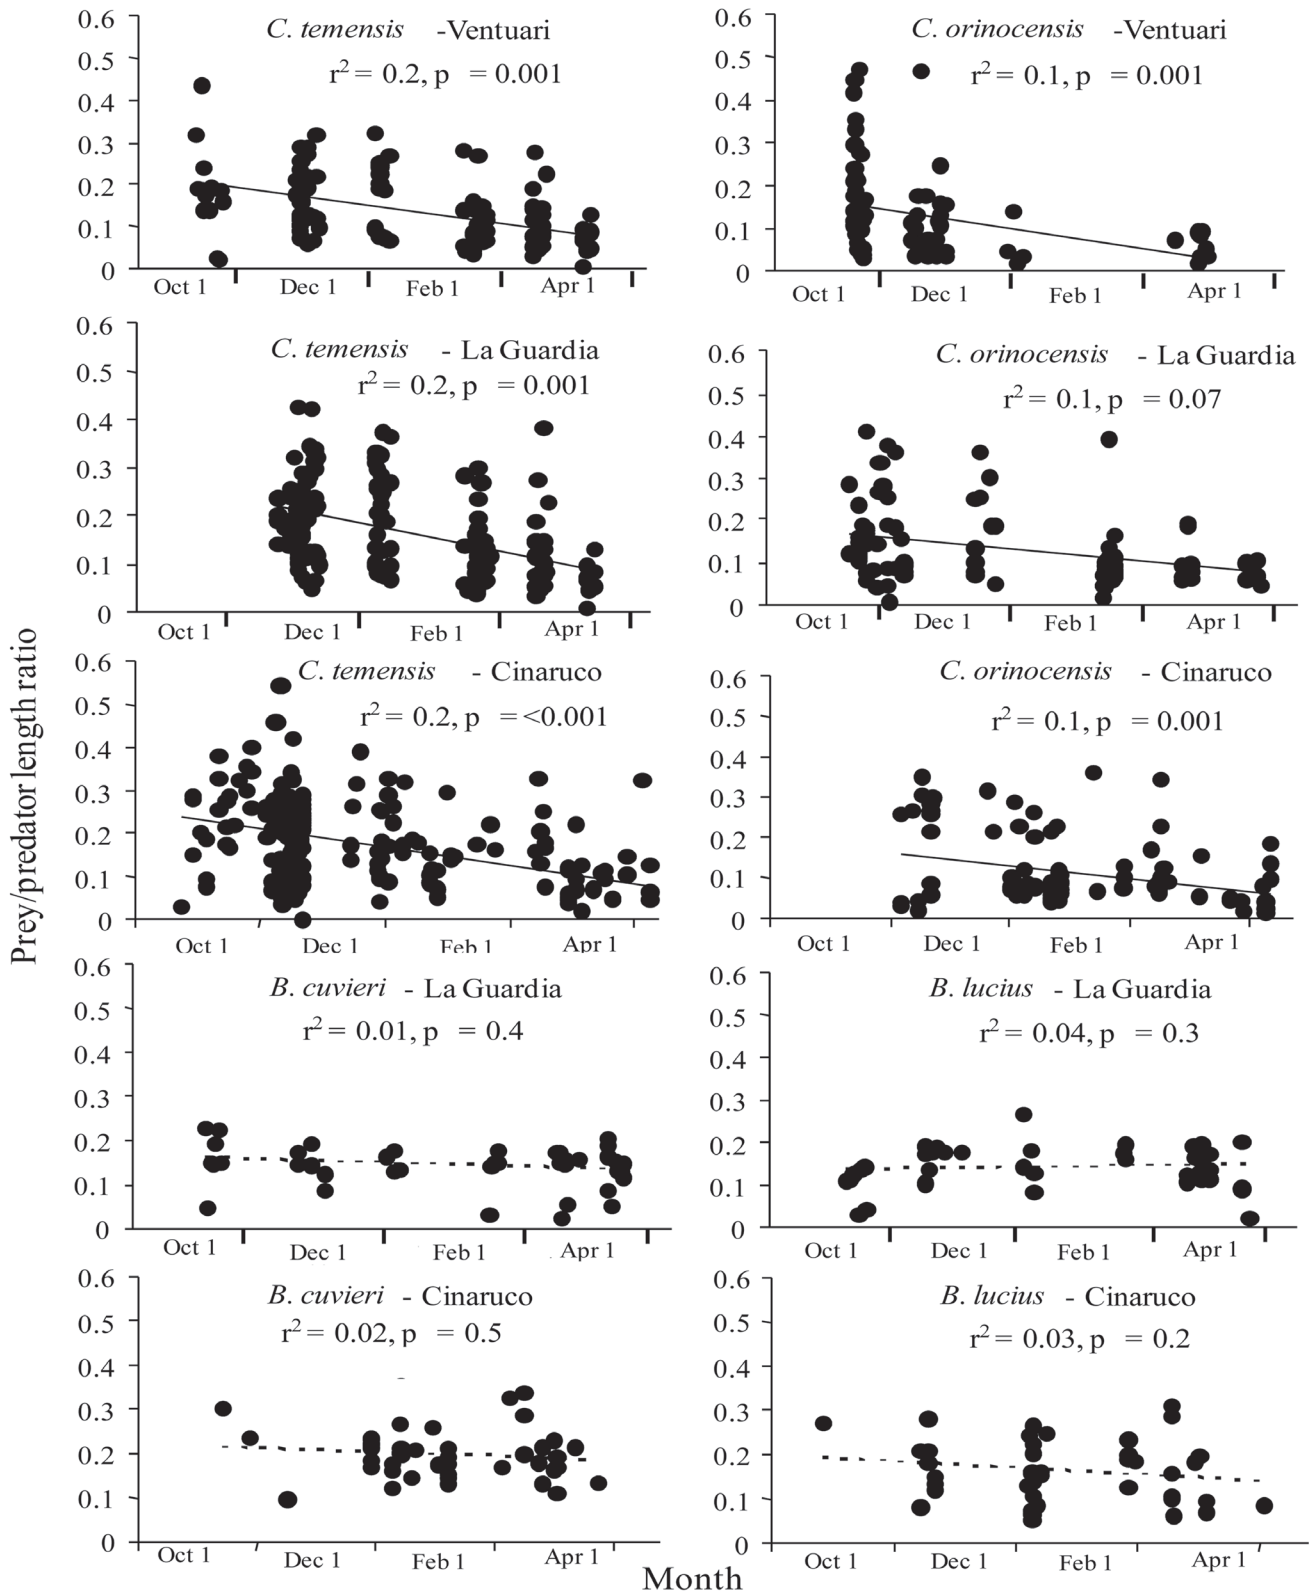 C. temensis -Ventuari
r2 = 0.2, p = 0.001
0.6
0.5
0.4
0.3
0.2
0.1
0
Oct 1 Dec 1 Feb 1 Apr 1
C. orinocensis -Ventuari
r2 = 0.1, p = 0.001
0.6
0.5
0.4
0.3
0.2
0.1
0
Oct 1 Dec 1 Feb 1 Apr 1
C. temensis - La Guardia
r2 = 0.2, p = 0.001
0.6
0.5
0.4
0.3
0.2
0.1
0
Oct 1 Dec 1 Feb 1 Apr 1
C. orinocensis - La Guardia
r2 = 0.1, p = 0.07
0.6
0.5
0.4
0.3
0.2
0.1
0
Oct 1 Dec 1 Feb 1 Apr 1
Prey/predator length ratio
C. temensis - Cinaruco
r2 = 0.2, p =<0.001
0.6
0.5
0.4
0.3
0.2
0.1
0
Oct 1 Dec 1 Feb 1 Apr 1
C. orinocensis - Cinaruco
r2 = 0.1, p = 0.001
0.6
0.5
0.4
0.3
0.2
0.1
0
Oct 1 Dec 1 Feb 1 Apr 1
B. cuvieri - La Guardia
r2 = 0.01, p = 0.4
0.6
0.5
0.4
0.3
0.2
0.1
0
Oct 1 Dec 1 Feb 1 Apr 1
B. lucius - La Guardia
r2 = 0.04, p = 0.3
0.6
0.5
0.4
0.3
0.2
0.1
0
Oct 1 Dec 1 Feb 1 Apr 1
B. cuvieri - Cinaruco
r2 = 0.02, p = 0.5
0.6
0.5
0.4
0.3
0.2
0.1
0
Oct 1 Dec 1 Feb 1 Apr 1
B. lucius - Cinaruco
r2 = 0.03, p = 0.2
0.6
0.5
0.4
0.3
0.2
0.1
0
Oct 1 Dec 1 Feb 1 Apr 1
Month